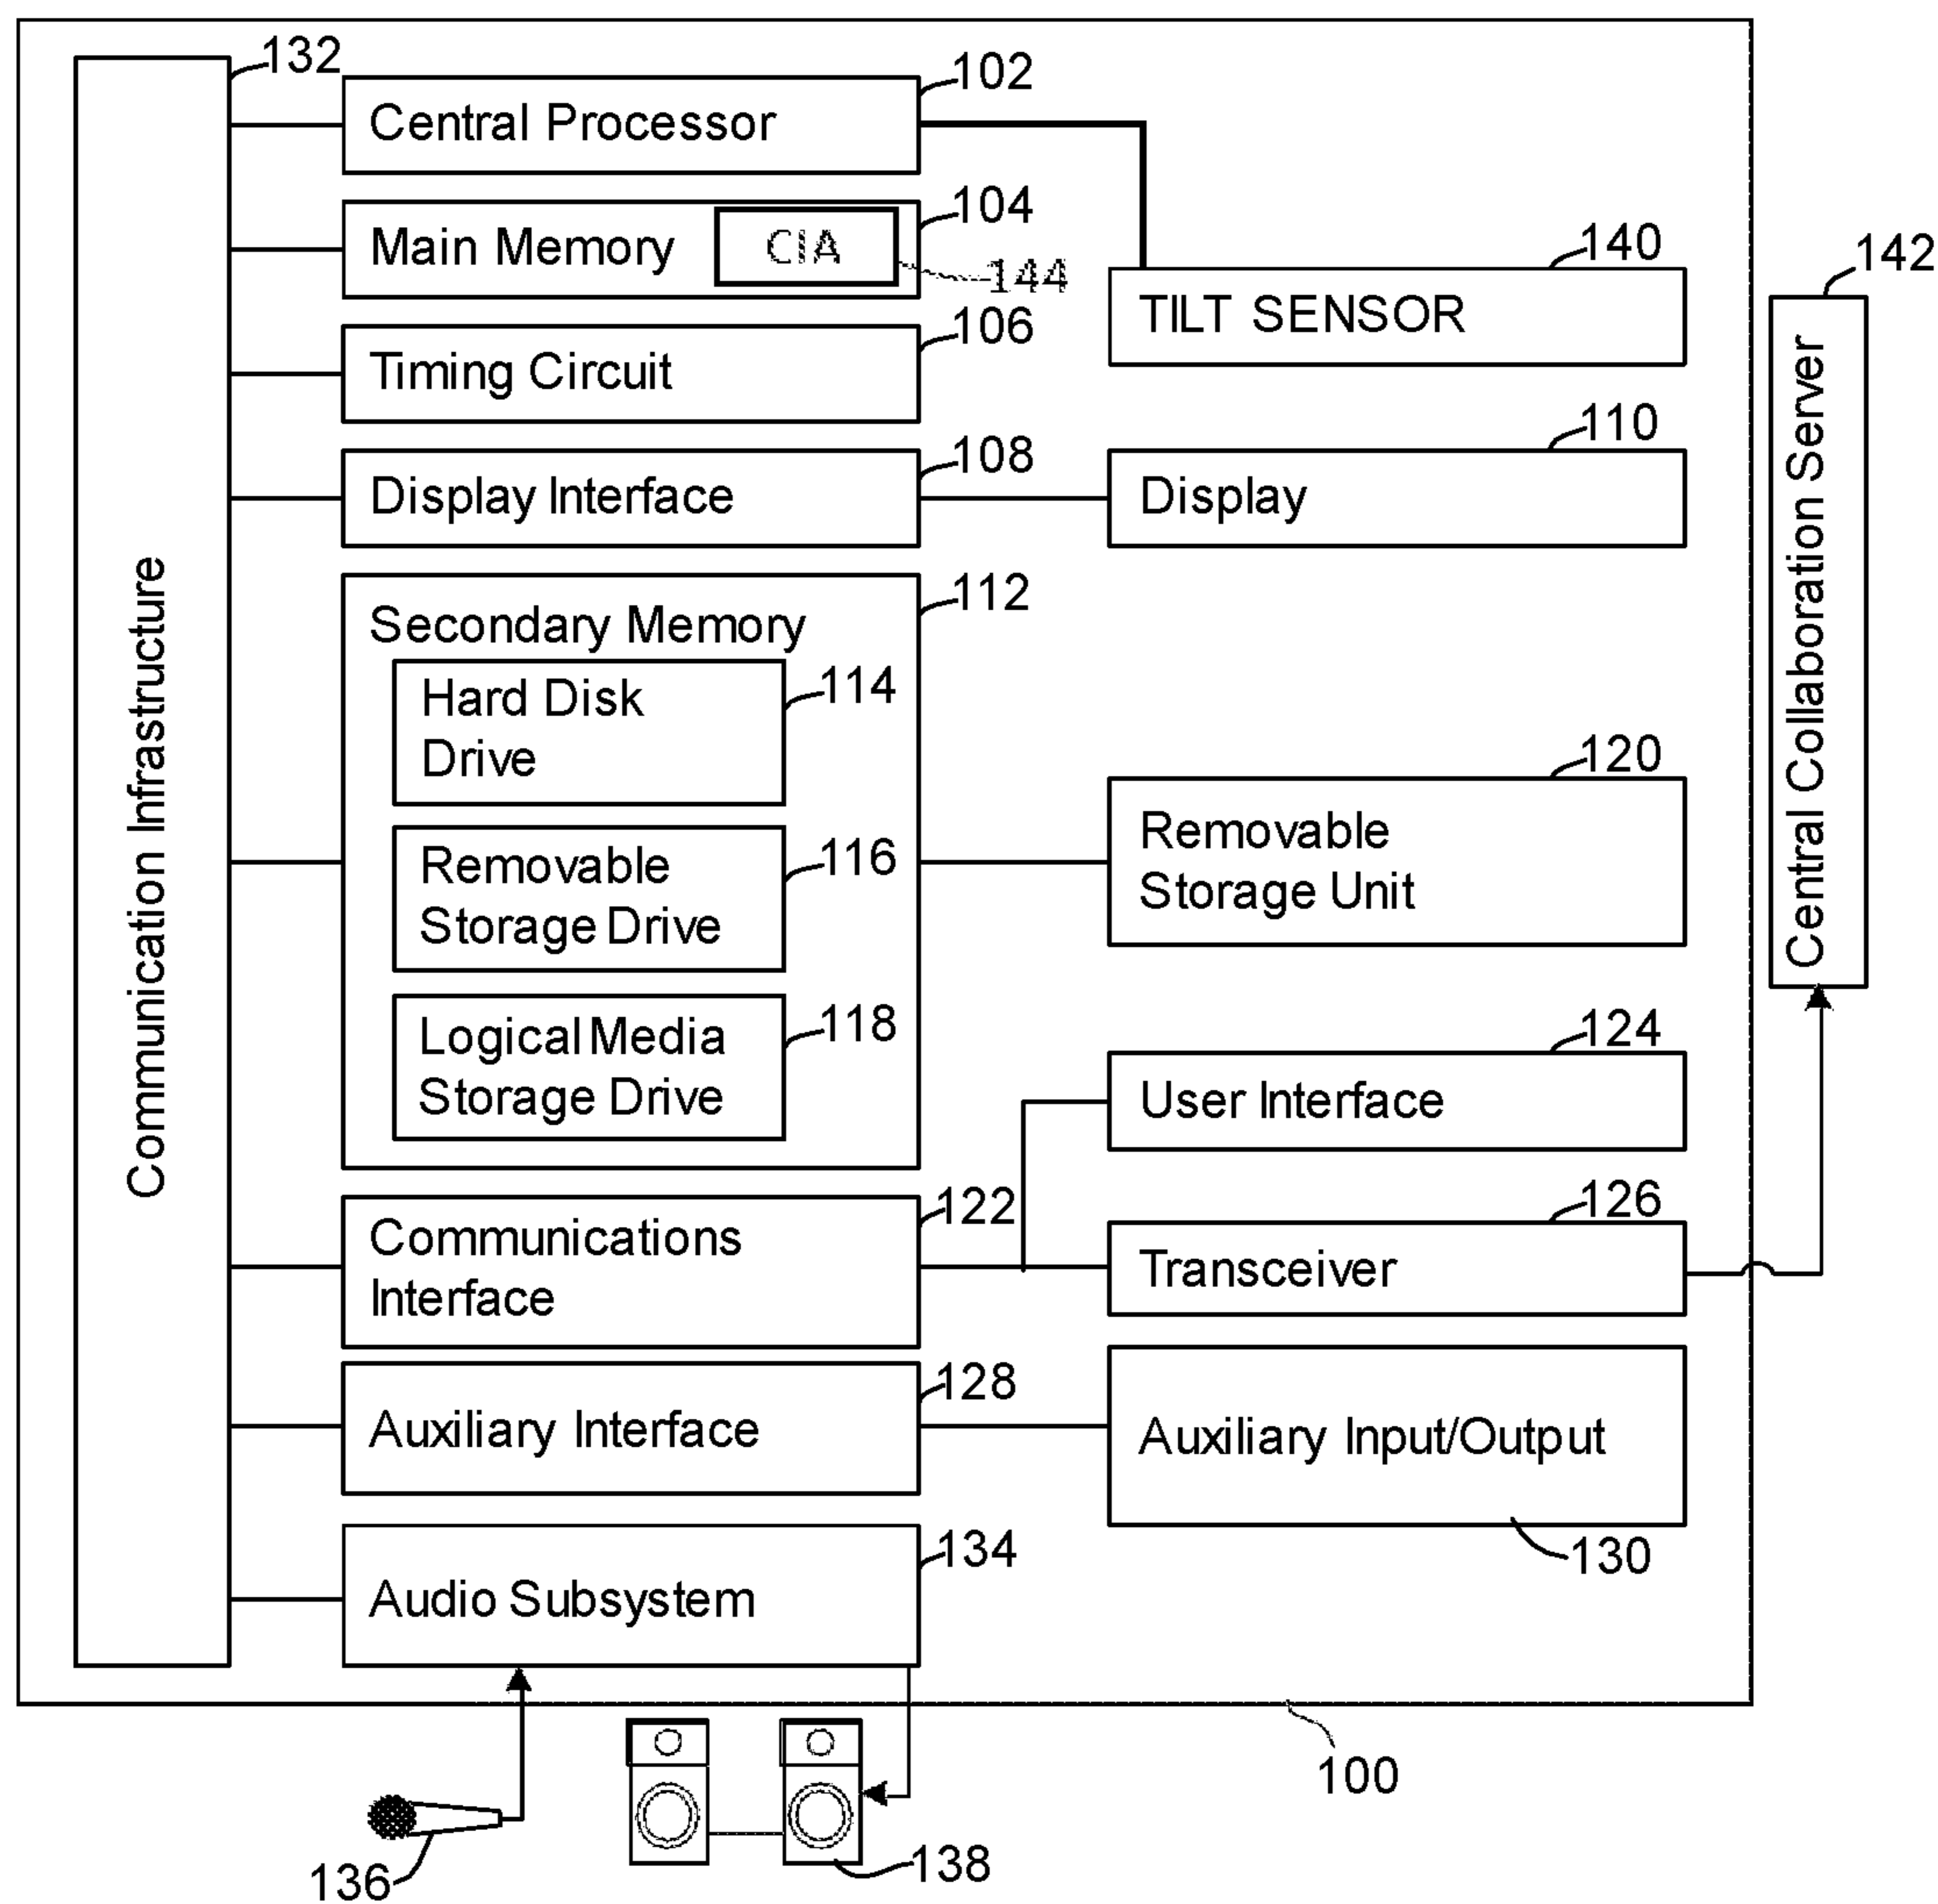 132
102
Central Processor
104
Main Memory
CIA
144
140
142
TILT SENSOR
106
Timing Circuit
110
108
Display Interface
Display
Central Collaboration Server
Communication Infrastructure
112
Secondary Memory
114
Hard Disk
Drive
120
116
Removable
Storage Drive
Removable
Storage Unit
118
Logical Media
Storage Drive
124
User Interface
122
126
Communications
Interface
Transceiver
128
Auxiliary Interface
Auxiliary Input/Output
134
130
Audio Subsystem
100
136
138